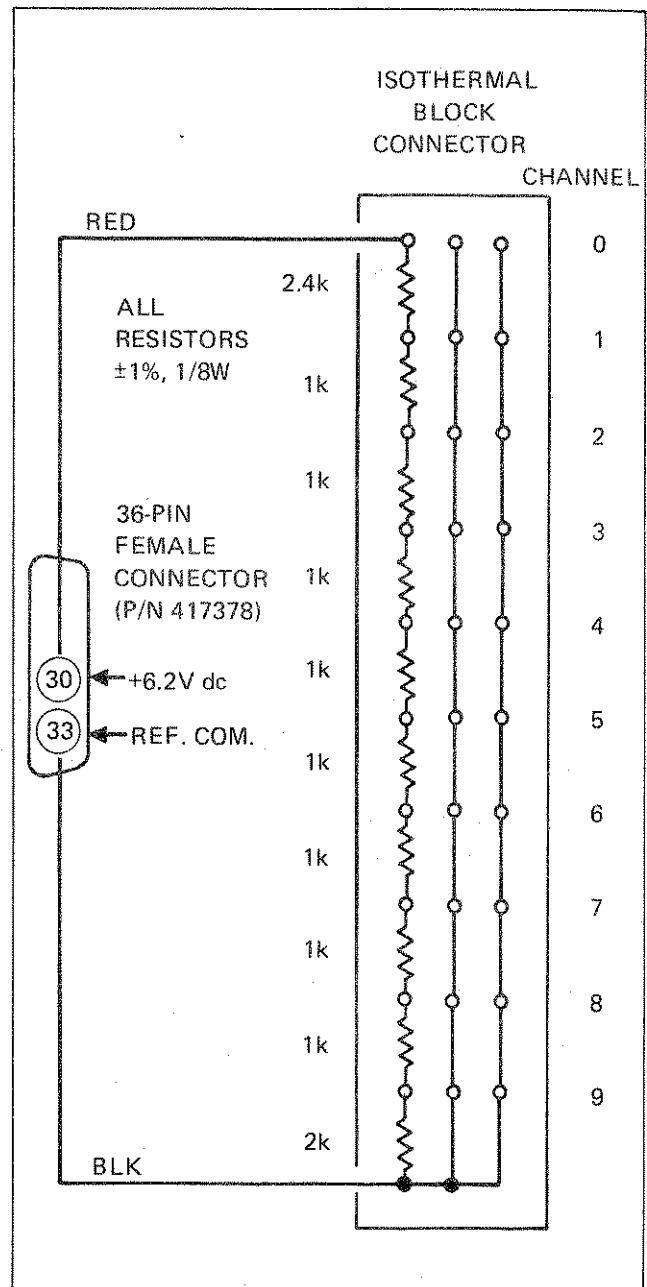 ISOTHERMAL
BLOCK
CONNECTOR
CHANNEL
RED
0
2.4k
ALL
RESISTORS
±1%, 1/8W
1
1k
2
1k
36-PIN
FEMALE
CONNECTOR
(P/N 417378)
3
1k
4
1k
30
+6.2V dc
33
REF. COM.
5
1k
6
1k
7
1k
8
1k
9
2k
BLK